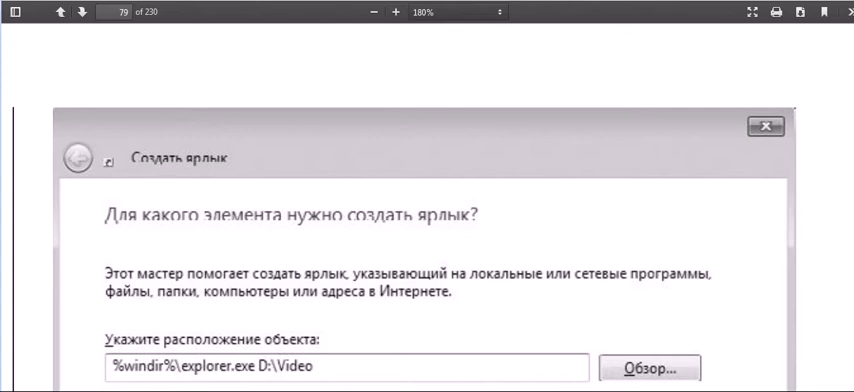 79 of 230
180%
Создать ярлык
Для какого элемента нужно создать ярлык?
Этот мастер помогает создать ярлык, указывающий на локальные или сетевые программы,
файлы, папки, компьютеры или адреса в Интернете.
Укажите расположение объекта:
%windir%\explorer.exe D:\Video
Обзор...